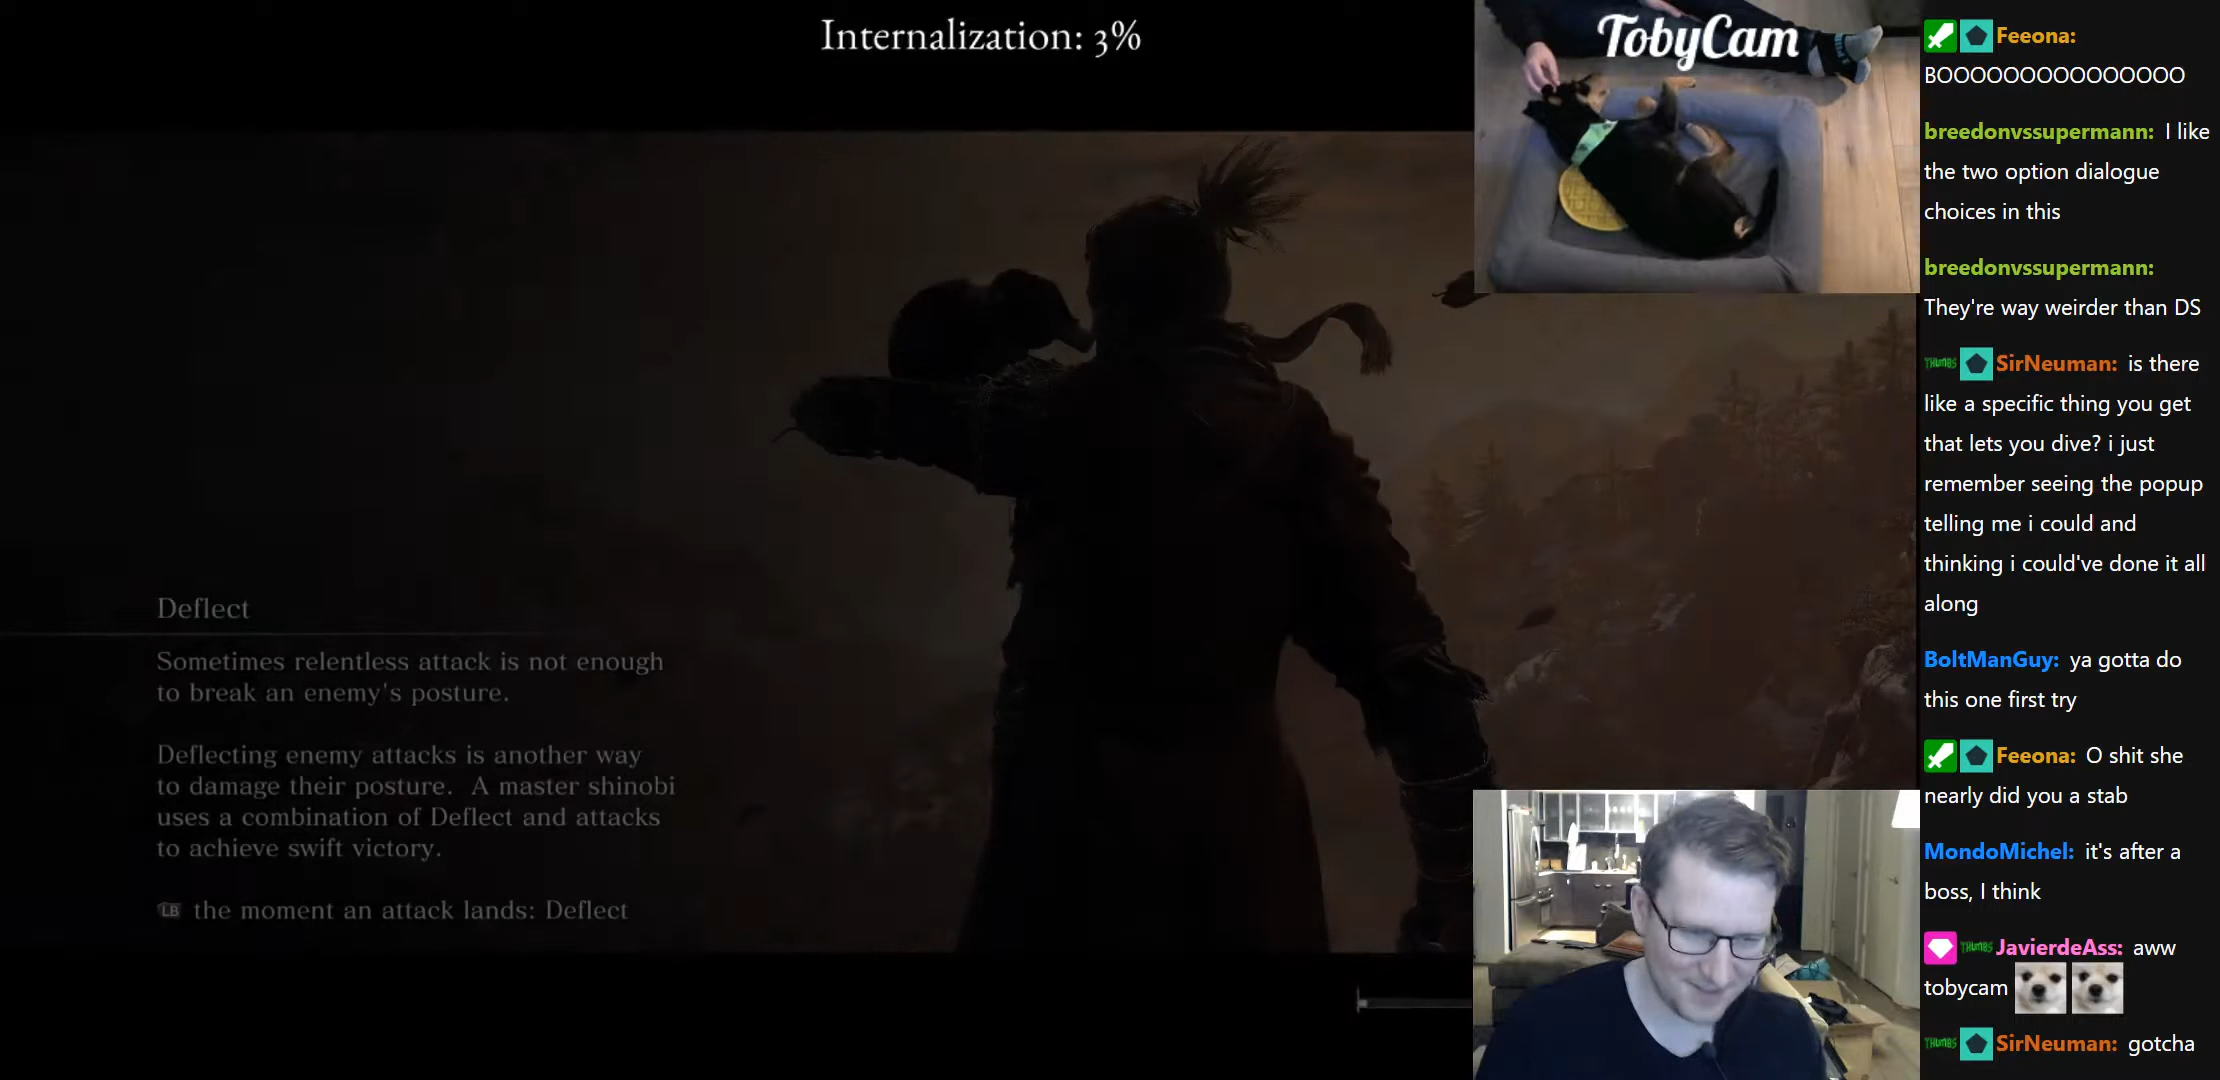 Internalization: 3%
TobyCam
Deflect
Sometimes relentless attack is not enough
to break an enemy's posture.
Deflecting enemy attacks is another way
to damage their posture.  A master shinobi
uses a combination of Deflect and attacks
to achieve swift victory.
LB the moment an attack lands: Deflect
Feeona:
BOOOOOOOOOOOOOOO
breedonvssupermann: I like
the two option dialogue
choices in this
breedonvssupermann:
They're way weirder than DS
THUMBS SirNeuman: is there
like a specific thing you get
that lets you dive? i just
remember seeing the popup
telling me i could and
thinking i could've done it all
along
BoltManGuy: ya gotta do
this one first try
Feeona: O shit she
nearly did you a stab
MondoMichel: it's after a
boss, I think
THUMBS JavierdeAss: aww
tobycam
THUMBS SirNeuman: gotcha